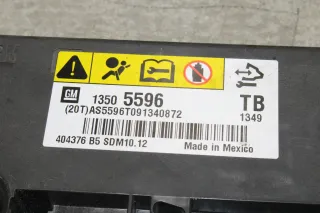 GM
1350 5596 TB
(20T)AS5596T091340872 1349
404376 B5 SDM10.12 Made in Mexico